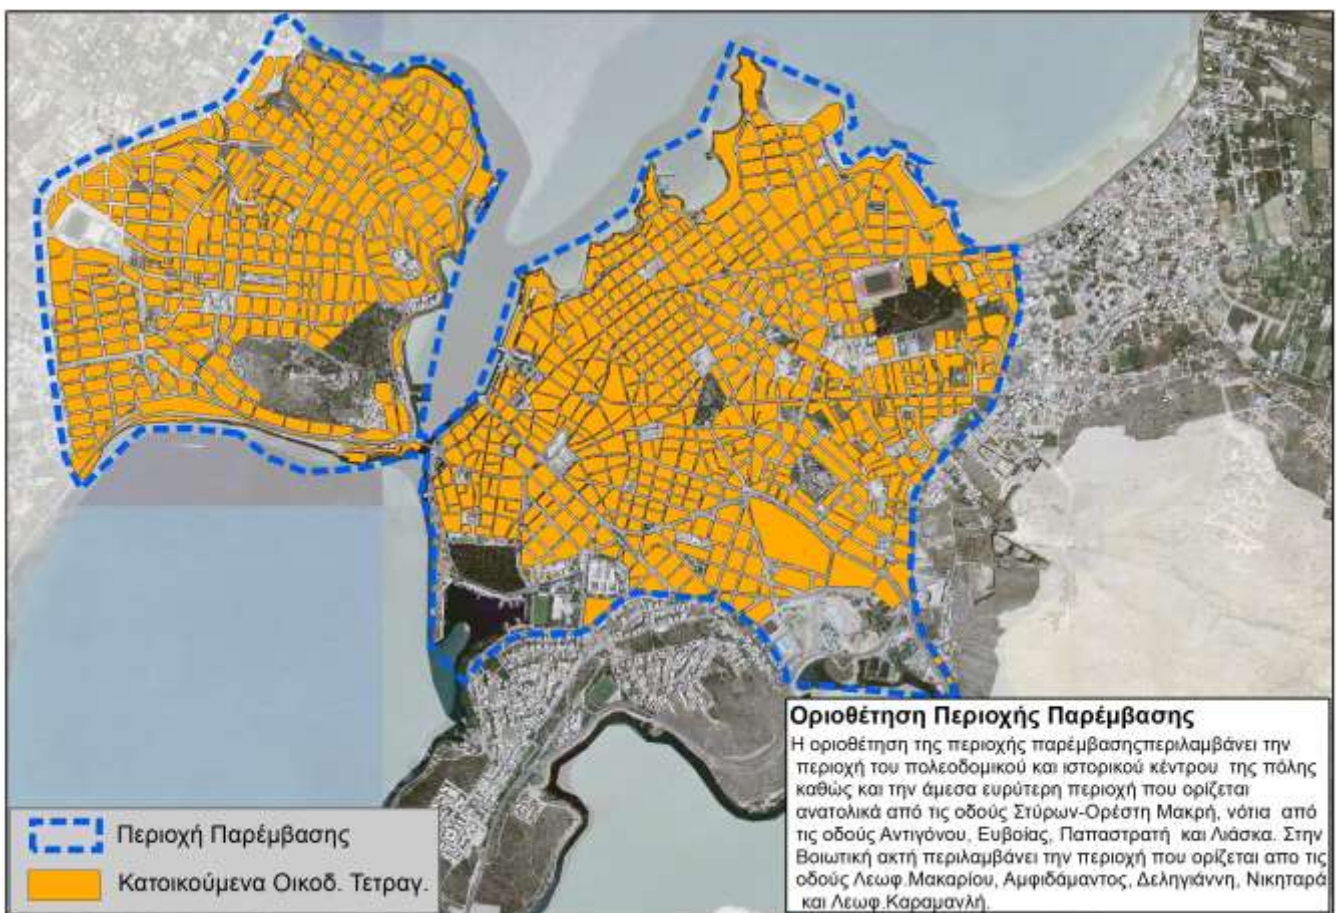 Οριοθέτηση Περιοχής Παρέμβασης
Η οριοθέτηση της περιοχής παρέμβασηςπεριλαμβάνει την
περιοχή του πολεοδομικού και ιστορικού κέντρου της πόλης
καθώς και την άμεσα ευρύτερη περιοχή που ορίζεται
ανατολικά από τις οδούς Στύρων-Ορέστη Μακρή, νότια από
τις οδούς Αντιγόνου, Ευβοίας, Παπαστρατή και Λιάσκα. Στην
Βοιωτική ακτή περιλαμβάνει την περιοχή που ορίζεται απο τις
οδούς Λεωφ.Μακαρίου, Αμφιδάμαντος, Δεληγιάννη, Νικηταρά
και Λεωφ.Καραμανλή.
Περιοχή Παρέμβασης
Κατοικούμενα Οικοδ. Τετραγ.